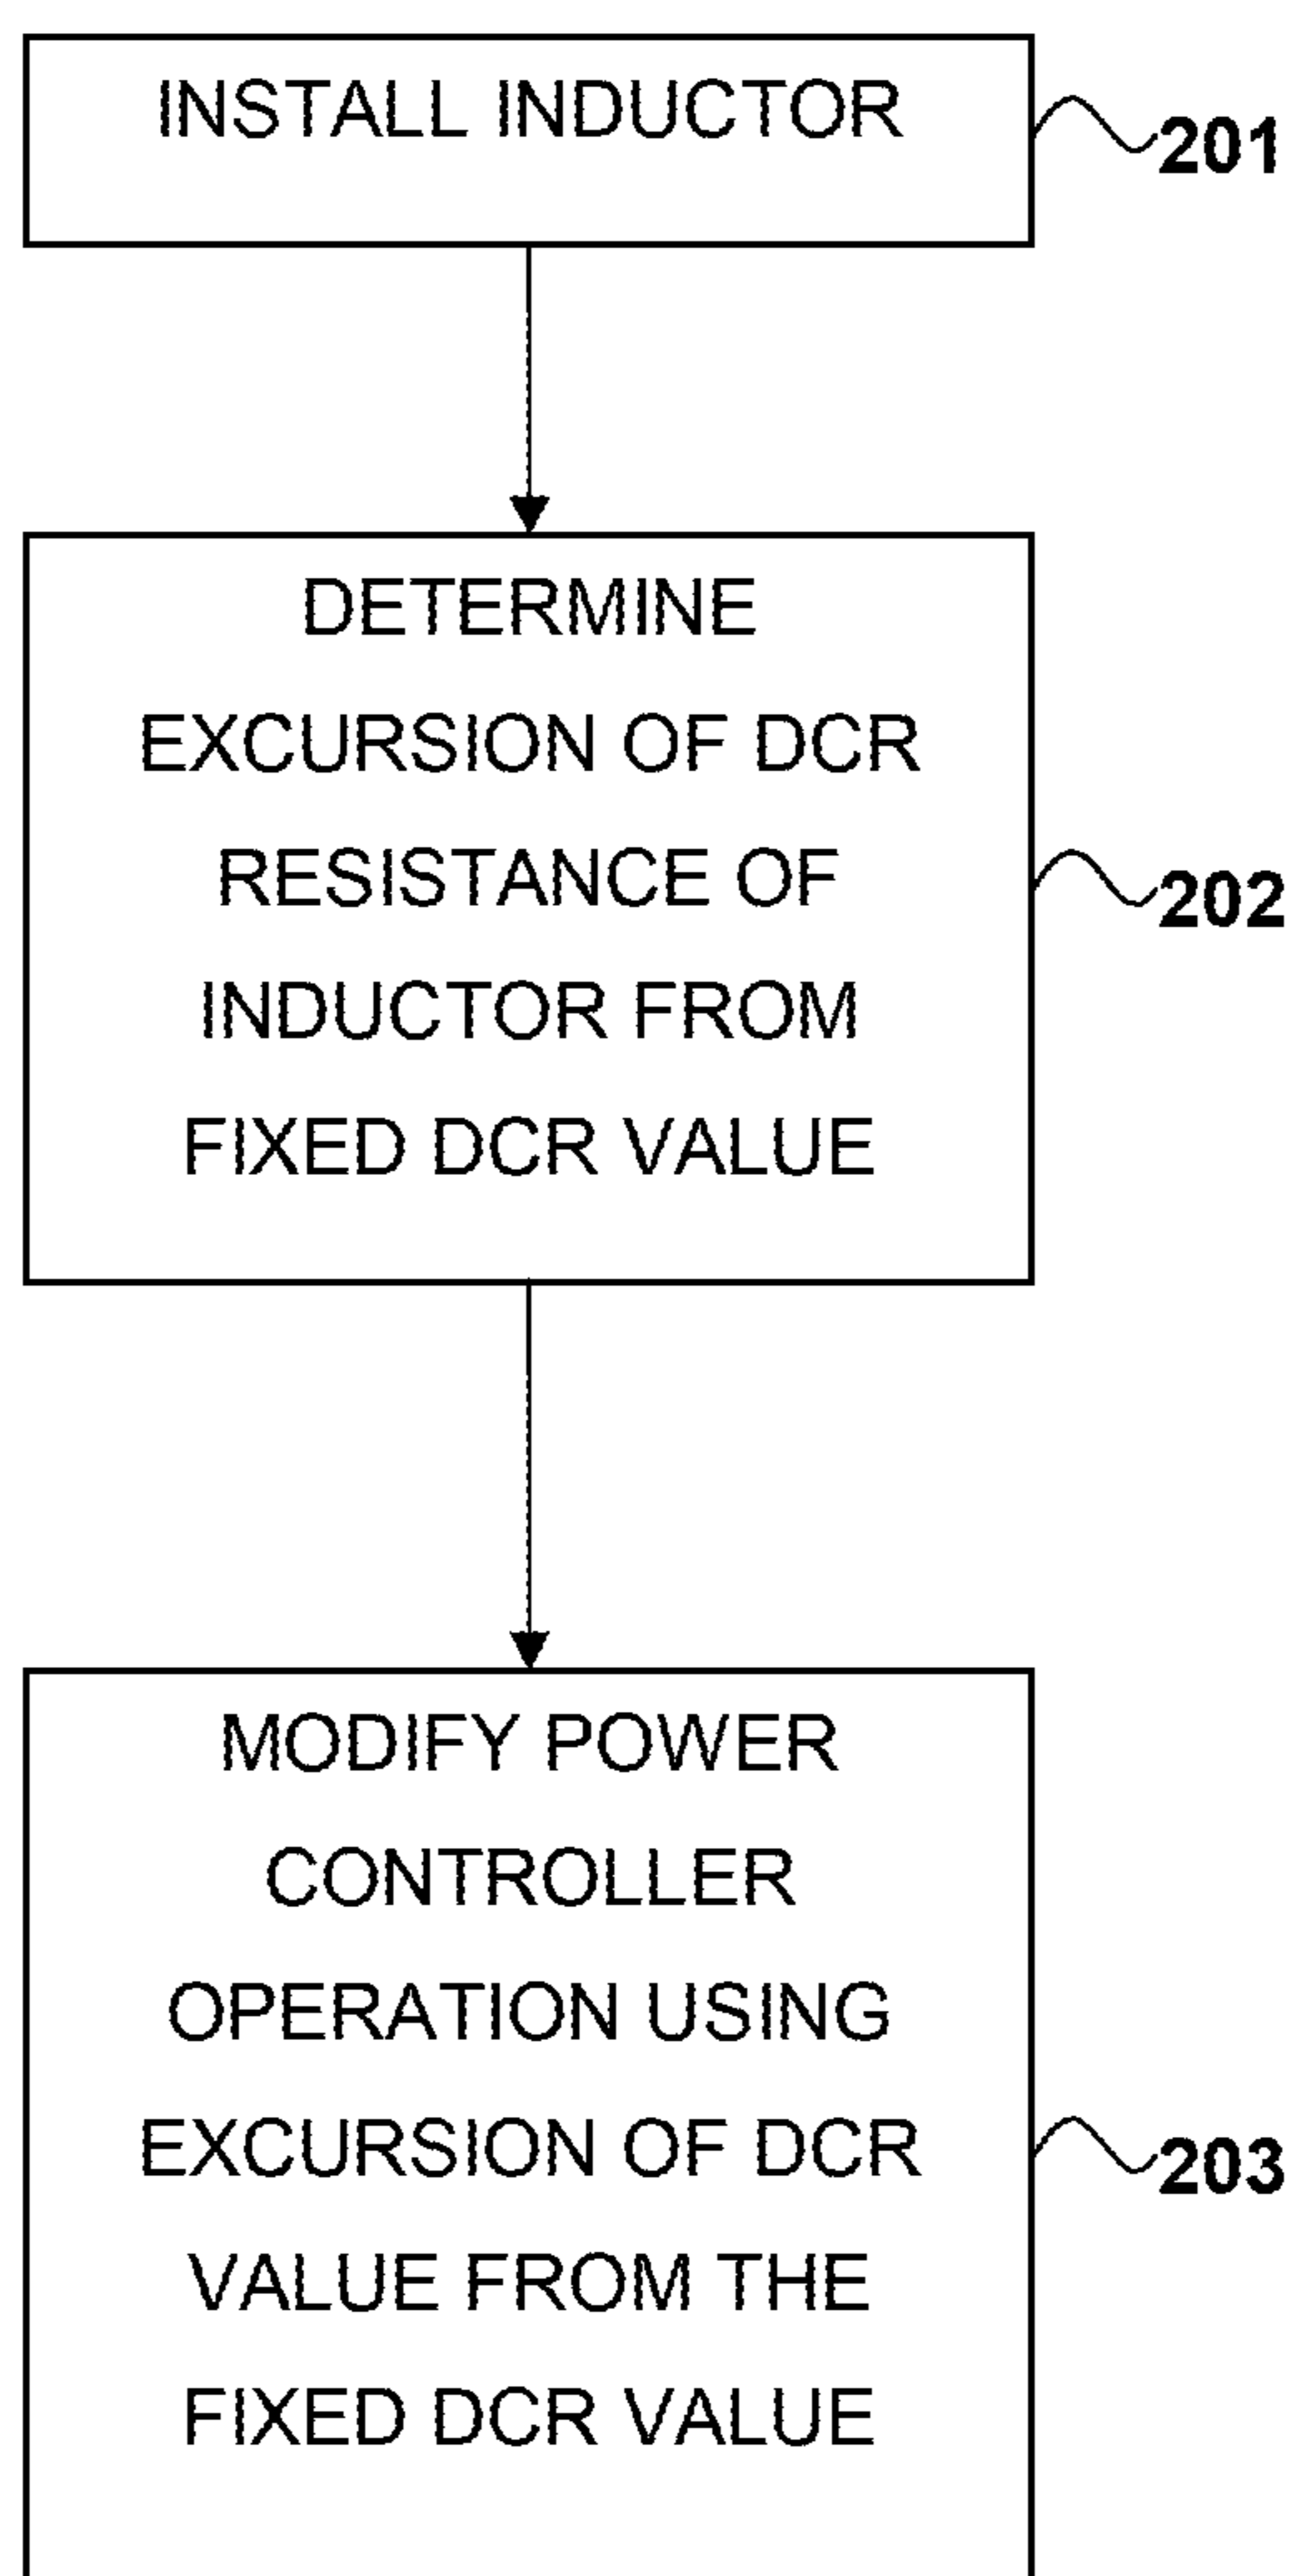 INSTALL INDUCTOR
201
DETERMINE
EXCURSION OF DCR
RESISTANCE OF
INDUCTOR FROM
FIXED DCR VALUE
202
MODIFY POWER
CONTROLLER
OPERATION USING
EXCURSION OF DCR
VALUE FROM THE
FIXED DCR VALUE
203